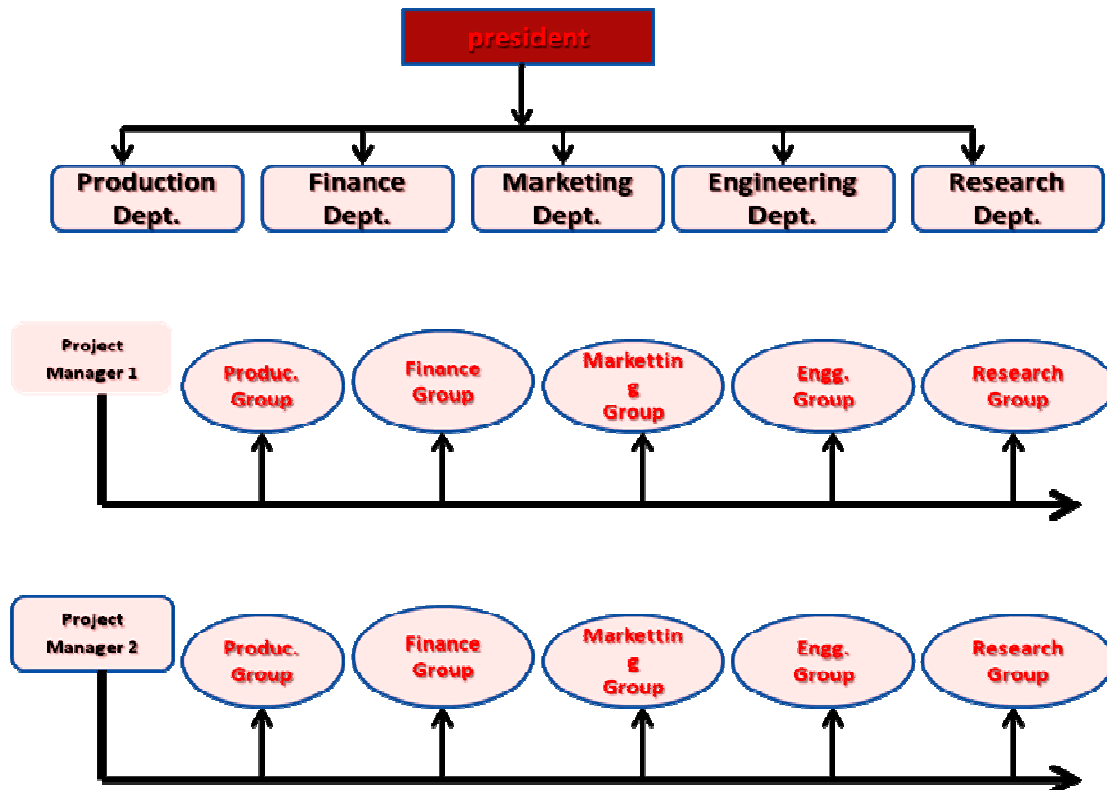 president
Production
Dept.
Finance
Dept.
Marketing
Dept.
Engineering
Dept.
Research
Dept.
Project
Manager 1
Produc.
Group
Finance
Group
Markettin
g
Group
Engg.
Group
Research
Group
Project
Manager 2
Produc.
Group
Finance
Group
Markettin
g
Group
Engg.
Group
Research
Group